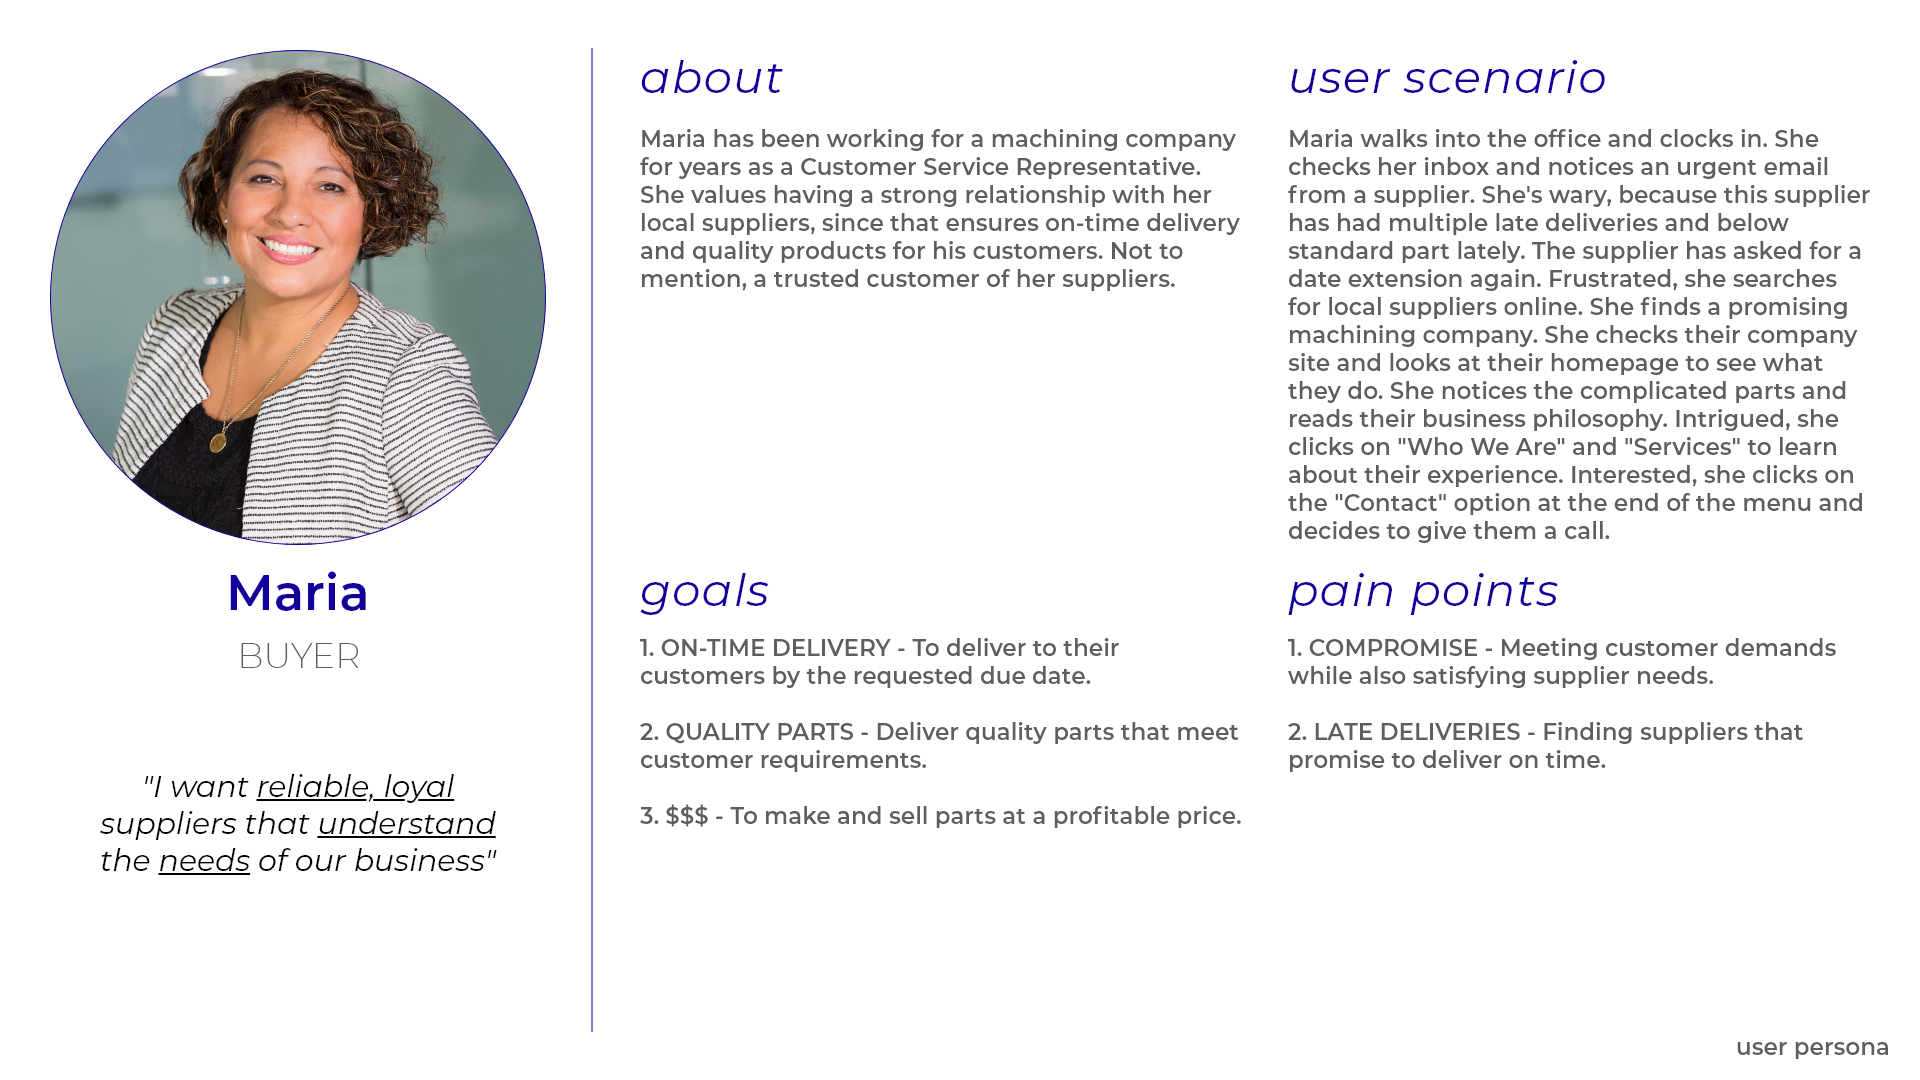 Maria
BUYER
"I want reliable, loyal
suppliers that understand
the needs of our business"
about
Maria has been working for a machining company
for years as a Customer Service Representative.
She values having a strong relationship with her
local suppliers, since that ensures on-time delivery
and quality products for his customers. Not to
mention, a trusted customer of her suppliers.
user scenario
Maria walks into the office and clocks in. She
checks her inbox and notices an urgent email
from a supplier. She's wary, because this supplier
has had multiple late deliveries and below
standard part lately. The supplier has asked for a
date extension again. Frustrated, she searches
for local suppliers online. She finds a promising
machining company. She checks their company
site and looks at their homepage to see what
they do. She notices the complicated parts and
reads their business philosophy. Intrigued, she
clicks on "Who We Are" and "Services" to learn
about their experience. Interested, she clicks on
the "Contact" option at the end of the menu and
decides to give them a call.
goals
1. ON-TIME DELIVERY - To deliver to their
customers by the requested due date.
2. QUALITY PARTS - Deliver quality parts that meet
customer requirements.
3. $$$ - To make and sell parts at a profitable price.
pain points
1. COMPROMISE - Meeting customer demands
while also satisfying supplier needs.
2. LATE DELIVERIES - Finding suppliers that
promise to deliver on time.
user persona